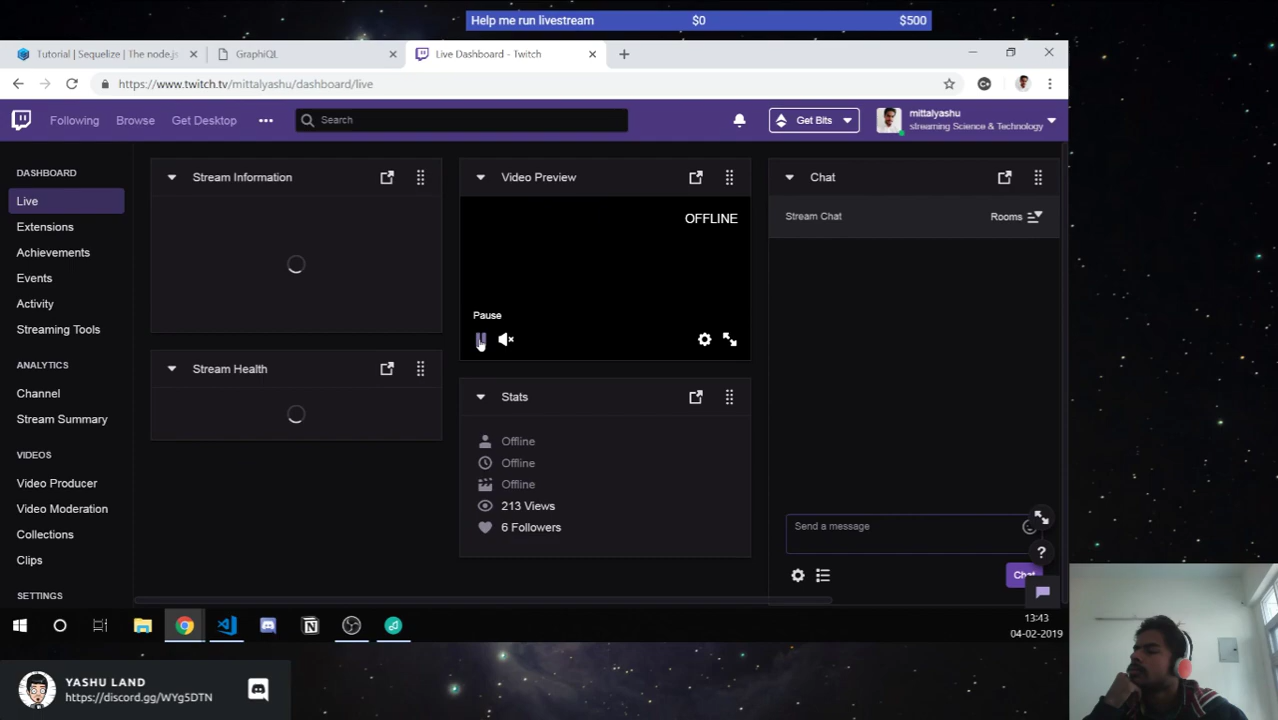 Help me run livestream $0 $500
Tutorial | Sequelize | The node.js
GraphiQL
Live Dashboard - Twitch
https://www.twitch.tv/mittalyashu/dashboard/live
Following
Browse
Get Desktop
Search
Get Bits
mittalyashu
streaming Science & Technology
DASHBOARD
Live
Extensions
Achievements
Events
Activity
Streaming Tools
ANALYTICS
Channel
Stream Summary
VIDEOS
Video Producer
Video Moderation
Collections
Clips
SETTINGS
Stream Information
Stream Health
Video Preview
OFFLINE
Pause
Stats
Offline
Offline
Offline
213 Views
6 Followers
Chat
Stream Chat
Rooms
Send a message
?
Chat
13:43
04-02-2019
YASHU LAND
https://discord.gg/WYg5DTN